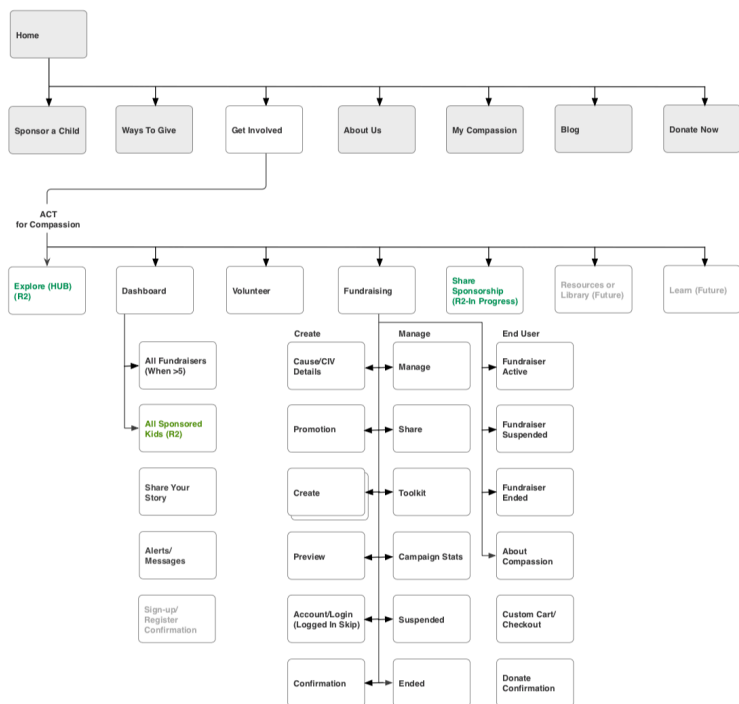 Home
Sponsor a Child
Ways To Give
Get Involved
About Us
My Compassion
Blog
Donate Now
ACT
for Compassion
Explore (HUB)
(R2)
Dashboard
Volunteer
Fundraising
Share
Sponsorship
(R2-In Progress)
Resources or
Library (Future)
Learn (Future)
All Fundraisers
(When >5)
All Sponsored
Kids (R2)
Share Your
Story
Alerts/
Messages
Sign-up/
Register
Confirmation
Create
Cause/CIV
Details
Promotion
Create
Preview
Account/Login
(Logged In Skip)
Confirmation
Manage
Manage
Share
Toolkit
Campaign Stats
Suspended
Ended
End User
Fundraiser
Active
Fundraiser
Suspended
Fundraiser
Ended
About
Compassion
Custom Cart/
Checkout
Donate
Confirmation